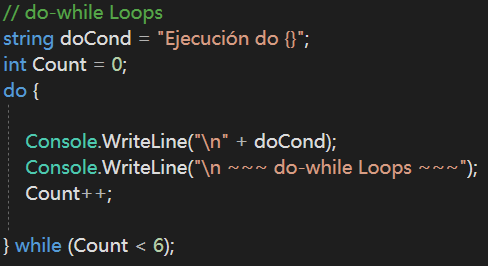 // do-while Loops
string doCond = "Ejecución do {}";
int Count = 0;
do {
Console.WriteLine("\n" + doCond);
Console.WriteLine("\n ~~~ do-while Loops ~~~");
Count++;
} while (Count < 6);